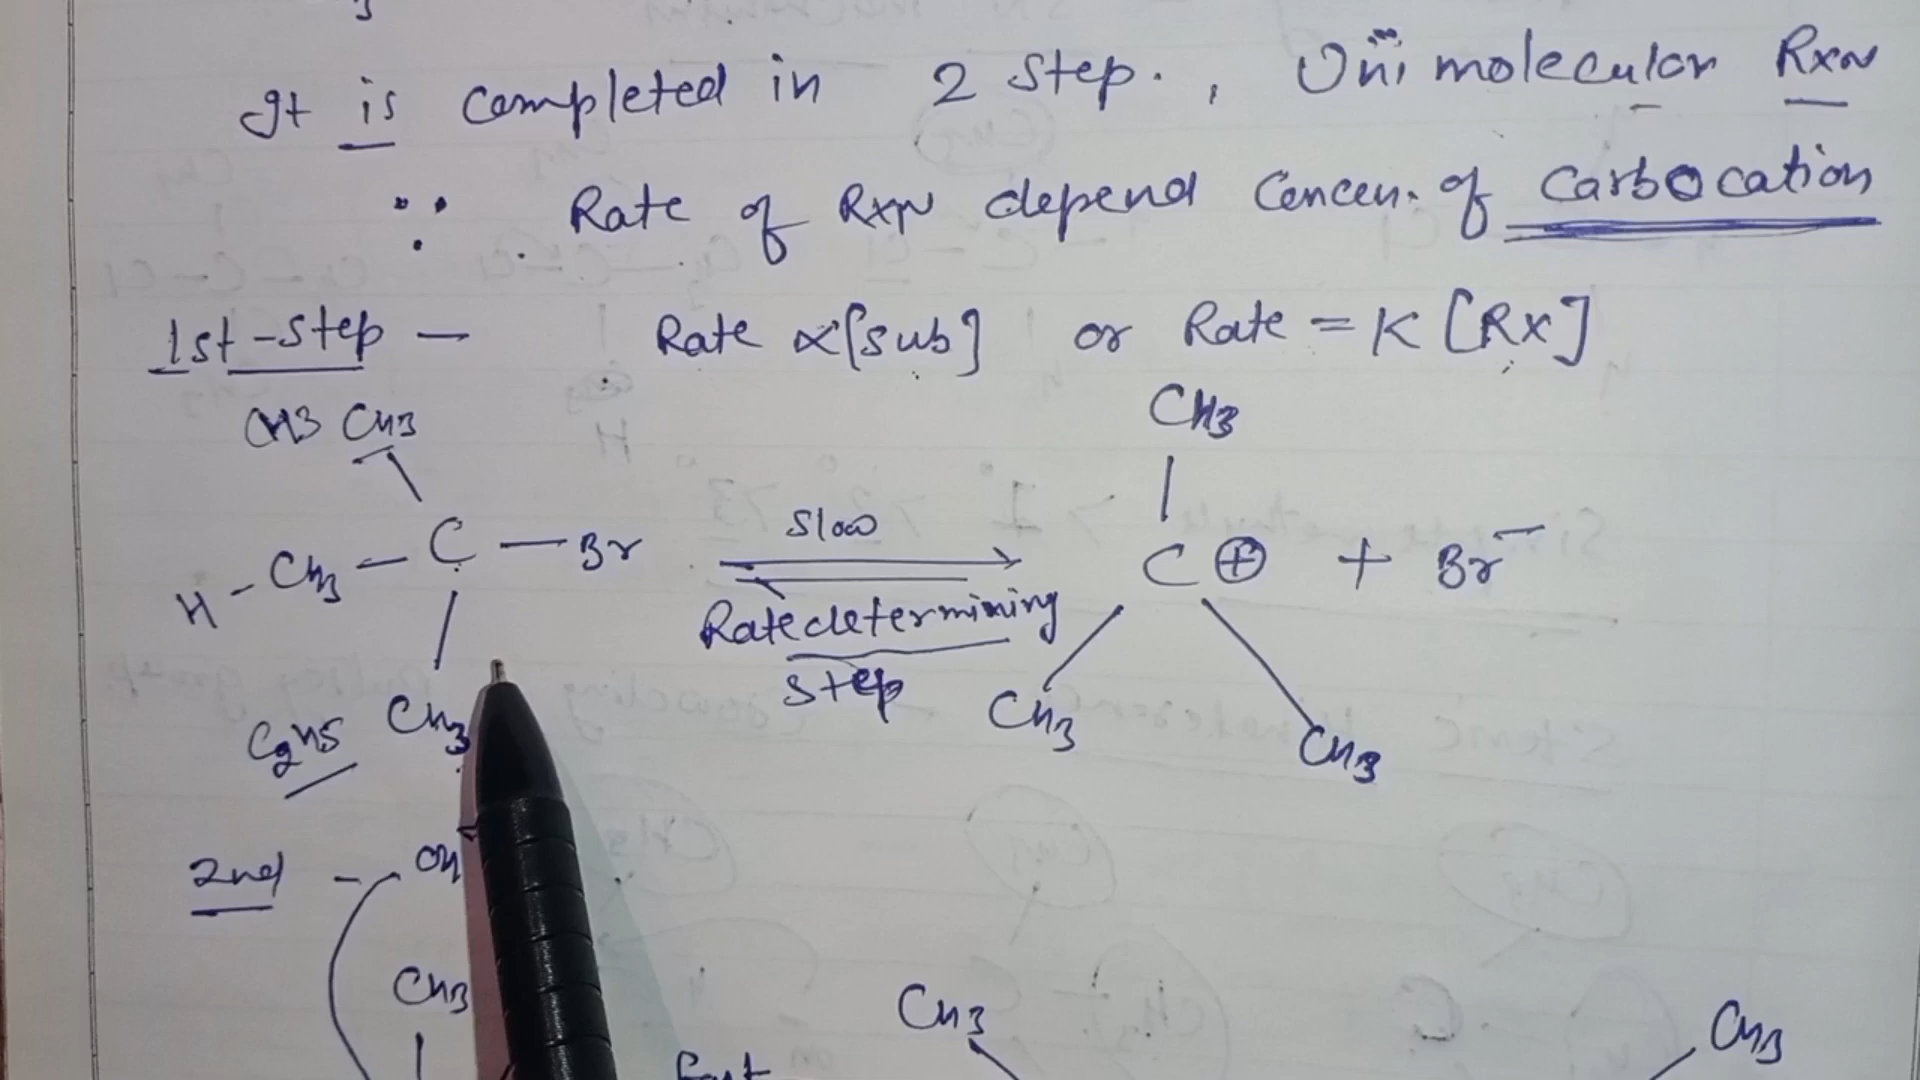 It is completed in 2 Step. , Unimolecular Rxn
∵ Rate of Rxn depend Concen. of Carbocation
1st-step – Rate ∝[sub] or Rate = K [RX]
CH3 CH3 CH3
H - CH3 – C – Br Slow C ⊕ + Br–
Rate determining
Step
C2H5 CH3 CH3 CH3
2nd – OH
CH3 CH3 CH3
Fast